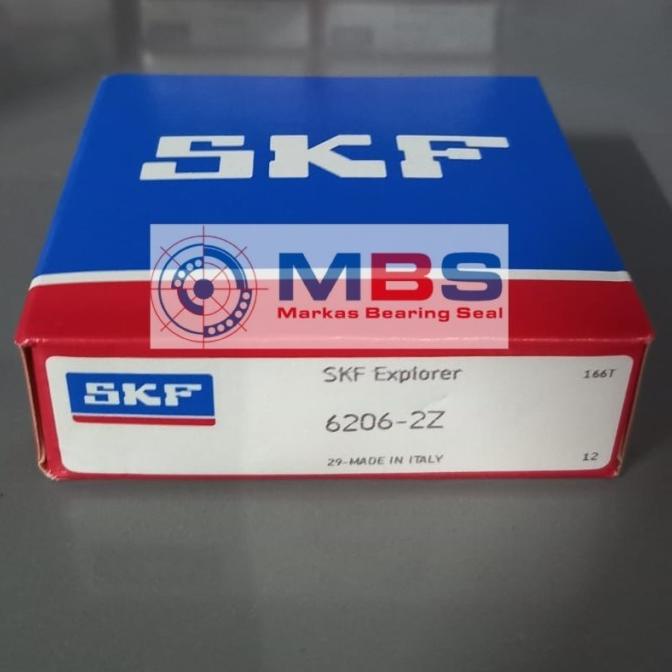 SKF
MBS
Markas Bearing Seal
SKF
SKF Explorer
166T
6206-2Z
29-MADE IN ITALY
12